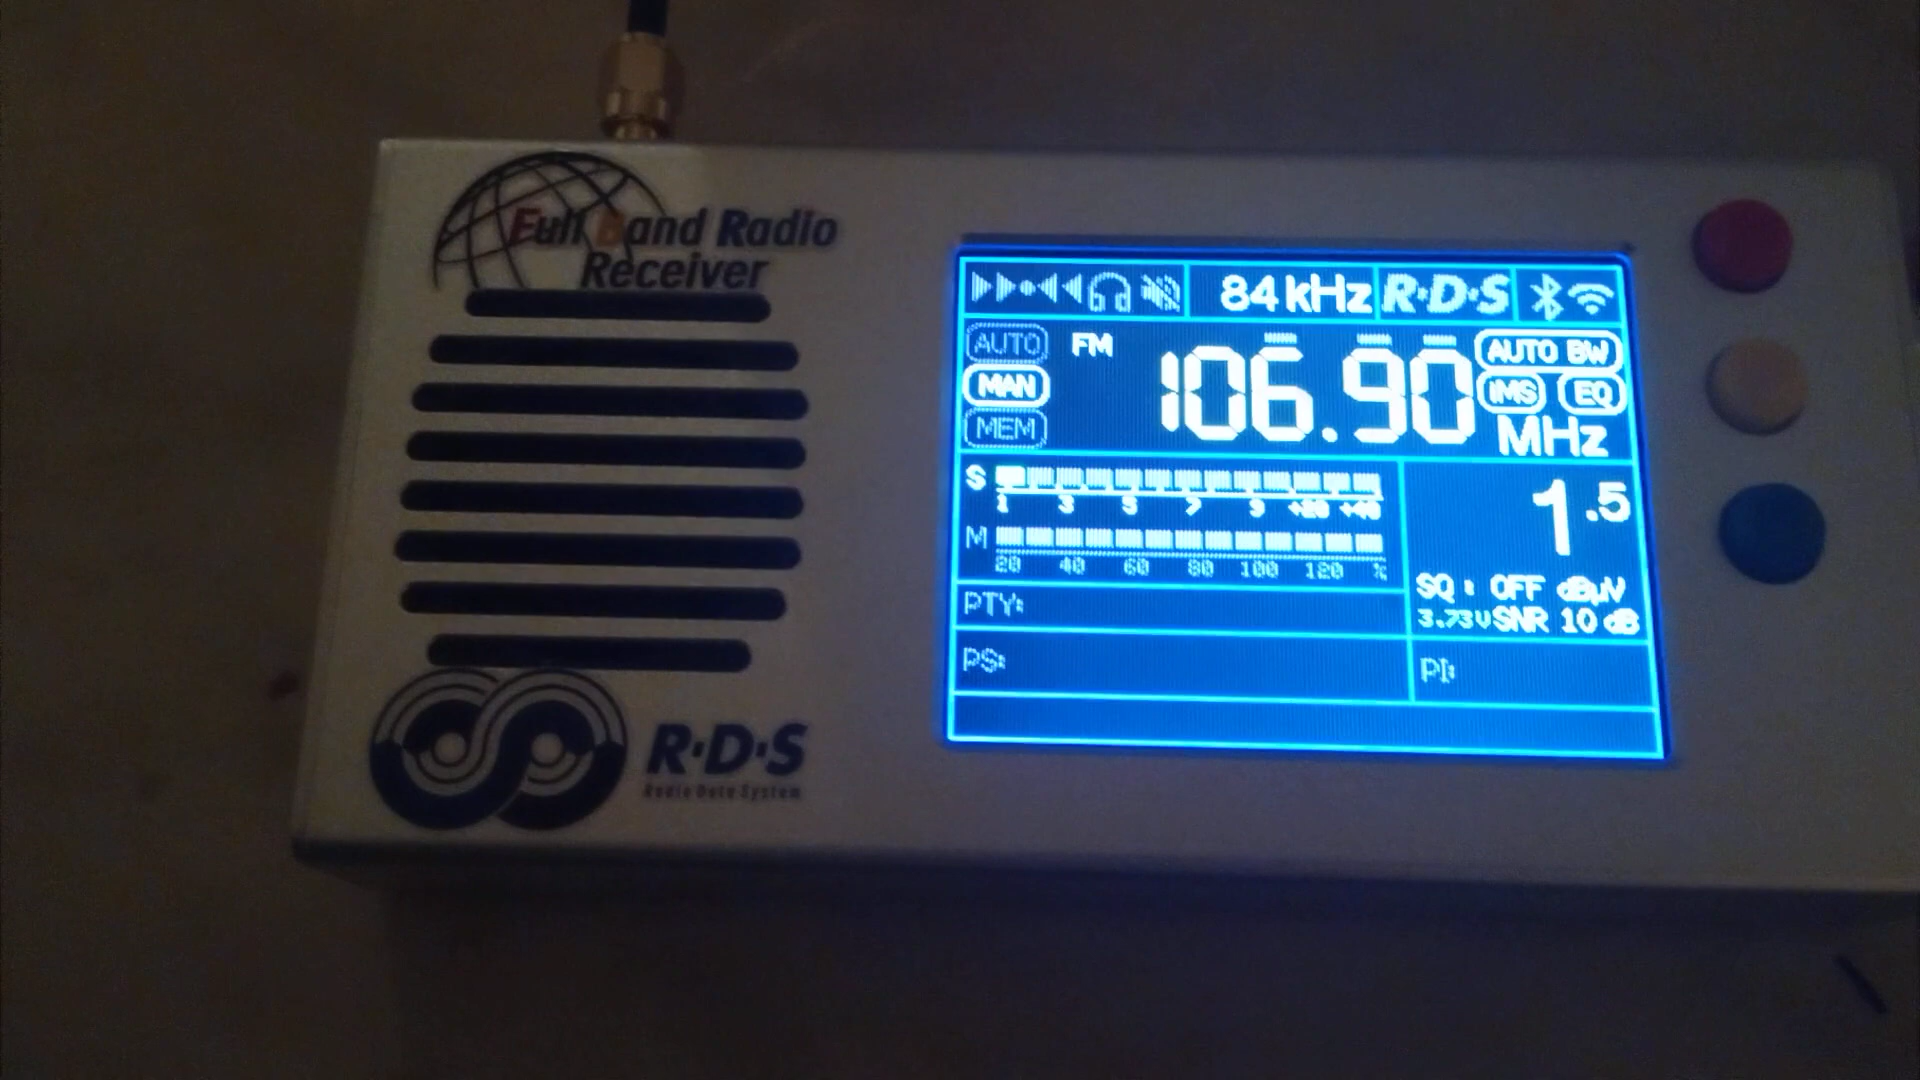 Full Band Radio
Receiver
R·D·S
Radio Data System
84 kHz R·D·S
AUTO FM 106.90 AUTO BW
MAN iMS EQ
MEM MHz
S
1 3 5 7 9 +20 +40
M
20 40 60 80 100 120 %
1.5
SQ : OFF dBµV
3.73V SNR 10 dB
PTY:
PS:
PI: